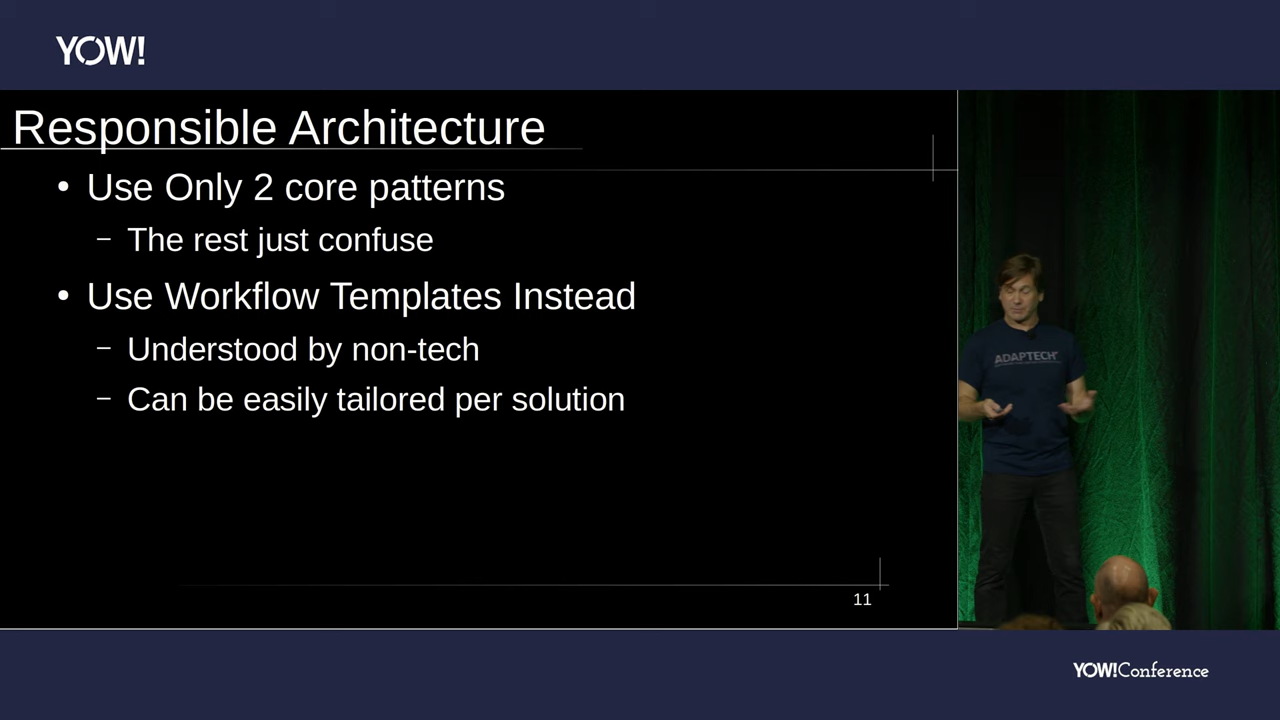 YOW!
Responsible Architecture
• Use Only 2 core patterns
– The rest just confuse
• Use Workflow Templates Instead
– Understood by non-tech
– Can be easily tailored per solution
11
ADAPTECH
YOW!Conference